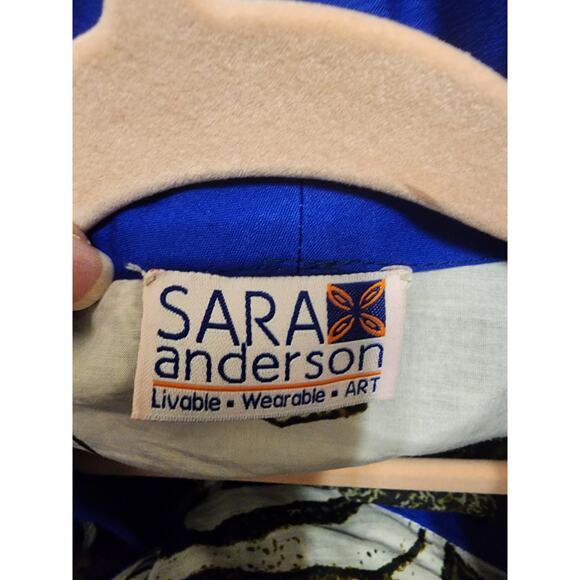 SARA
anderson
Livable ▪ Wearable ▪ ART